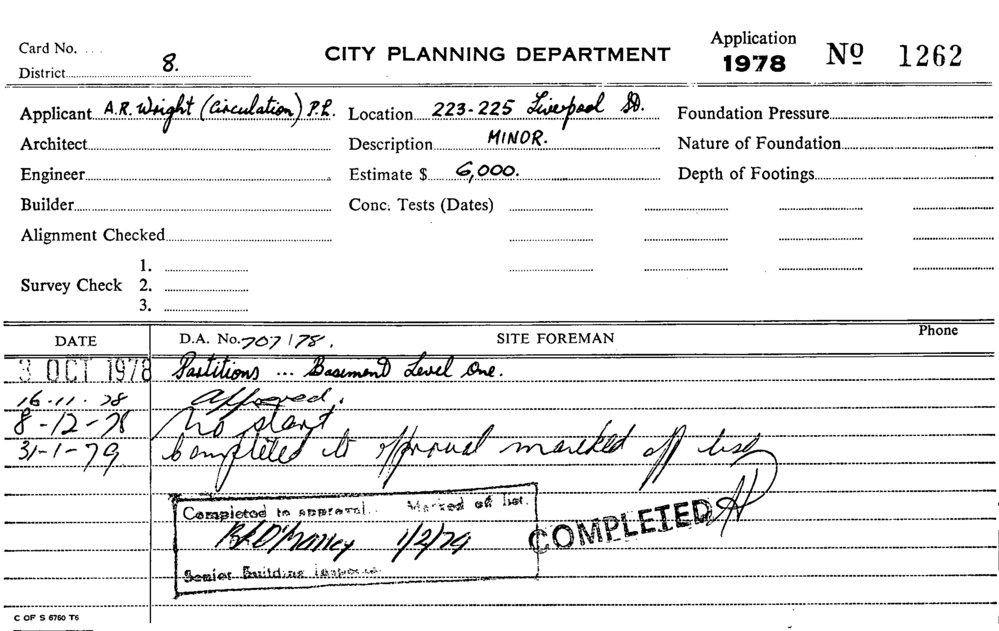 Card No. ...
District 8.
CITY PLANNING DEPARTMENT
Application
1978
Nº 1262
Applicant A.R. Wright (Circulation) P.L.
Location 223-225 Liverpool St.
Foundation Pressure
Architect
Description MINOR.
Nature of Foundation
Engineer
Estimate $ 6,000.
Depth of Footings
Builder
Conc. Tests (Dates)
Alignment Checked
Survey Check
1.
2.
3.
DATE
D.A. No. 707/78.
SITE FOREMAN
Phone
3 OCT 1978 Partitions ... Basement Level One.
16.11.78 Approved.
8-12-78 No start
31-1-79 Completed to approval marked off list
Completed to approval. Marked off list.
1/2/79
Senior Building Inspector
COMPLETED
C OF S 6760 T6